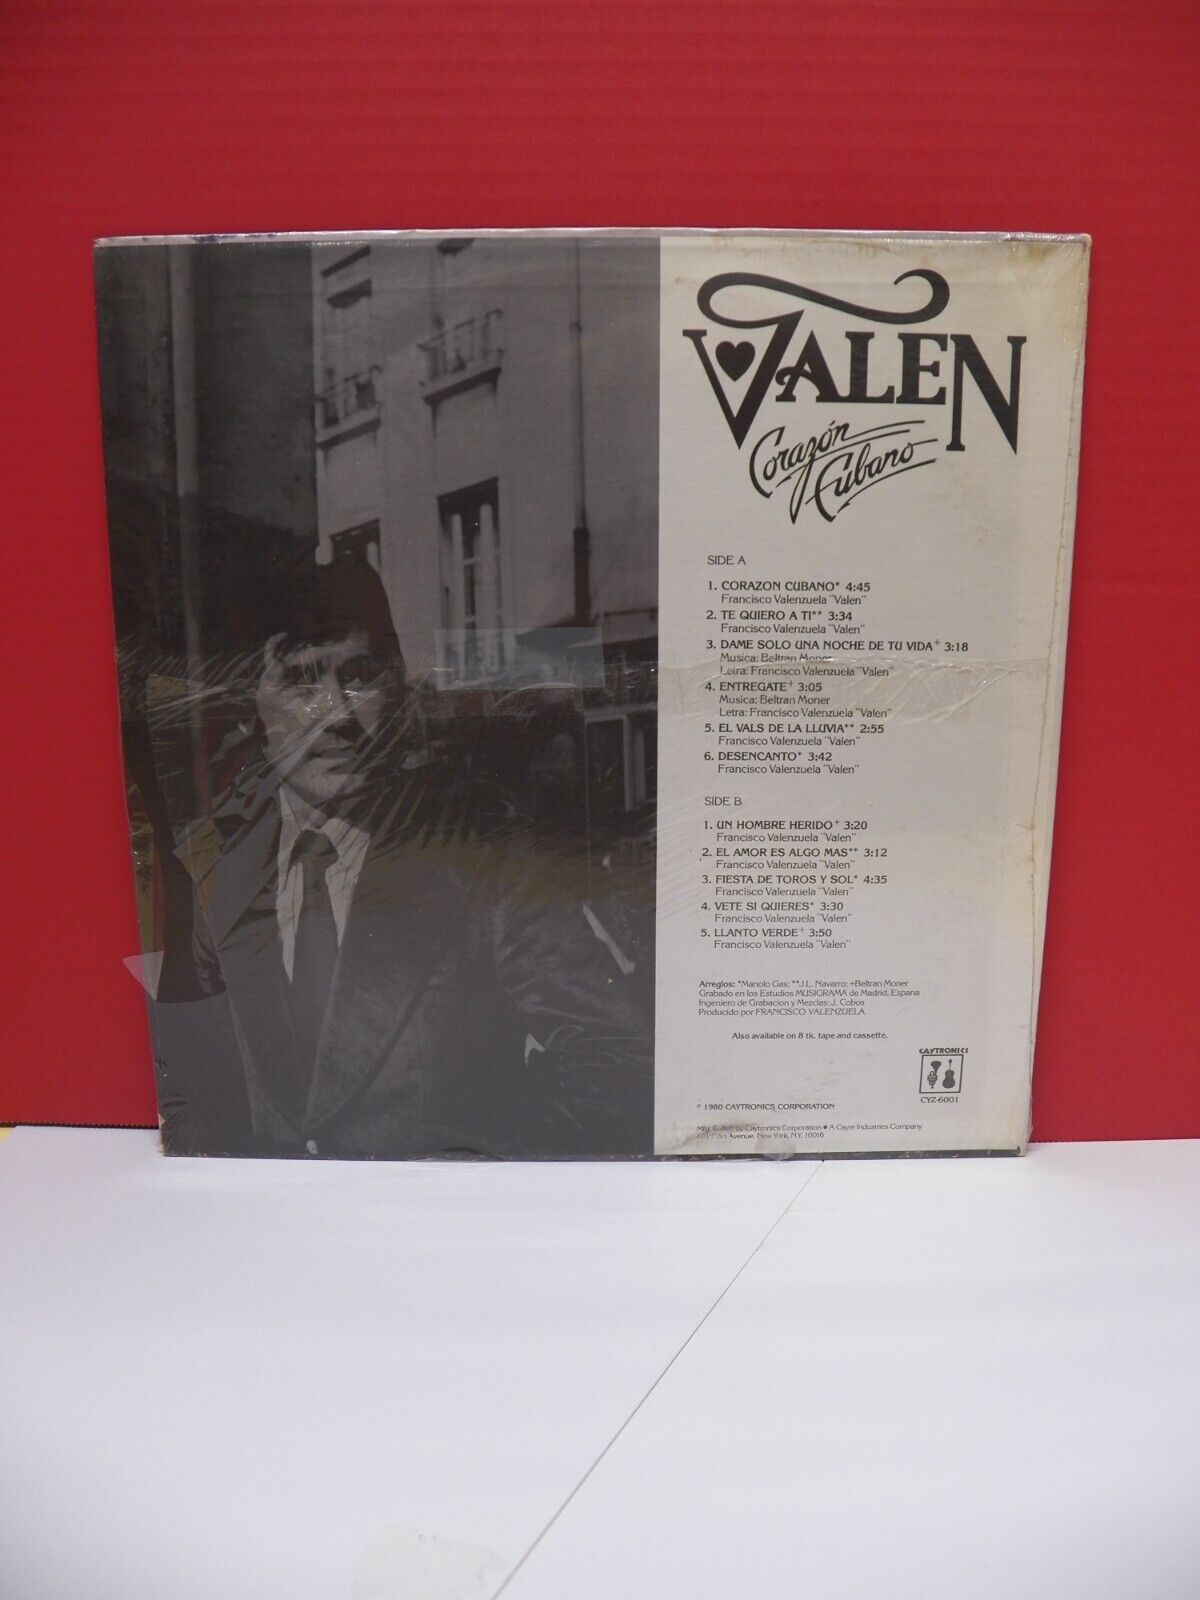 VALEN
Corazón
Cubano
SIDE A
1. CORAZON CUBANO* 4:45
Francisco Valenzuela "Valen"
2. TE QUIERO A TI** 3:34
Francisco Valenzuela "Valen"
3. DAME SOLO UNA NOCHE DE TU VIDA+ 3:18
Musica: Beltran Moner
Letra: Francisco Valenzuela "Valen"
4. ENTREGATE+ 3:05
Musica: Beltran Moner
Letra: Francisco Valenzuela "Valen"
5. EL VALS DE LA LLUVIA** 2:55
Francisco Valenzuela "Valen"
6. DESENCANTO* 3:42
Francisco Valenzuela "Valen"
SIDE B
1. UN HOMBRE HERIDO+ 3:20
Francisco Valenzuela "Valen"
2. EL AMOR ES ALGO MAS** 3:12
Francisco Valenzuela "Valen"
3. FIESTA DE TOROS Y SOL* 4:35
Francisco Valenzuela "Valen"
4. VETE SI QUIERES* 3:30
Francisco Valenzuela "Valen"
5. LLANTO VERDE+ 3:50
Francisco Valenzuela "Valen"
Arreglos: *Manolo Gas; **J.L. Navarro; +Beltran Moner
Grabado en los Estudios MUSIGRAMA de Madrid, Espana
Ingeniero de Grabacion y Mezclas: J. Cobos
Producido por FRANCISCO VALENZUELA
Also available on 8 tk. tape and cassette.
CAYTRONICS
CYZ-6001
© 1980 CAYTRONICS CORPORATION
Mfg. & dist. by Caytronics Corporation • A Cayre Industries Company
Avenue, New York, N.Y. 10016